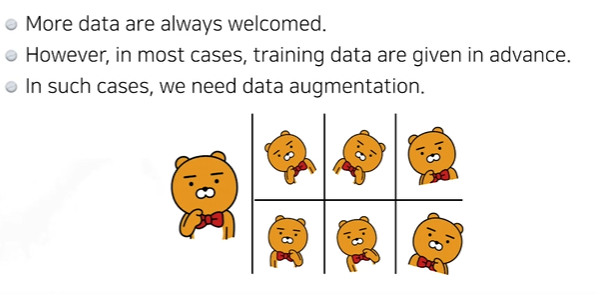 More data are always welcomed.
However, in most cases, training data are given in advance.
In such cases, we need data augmentation.